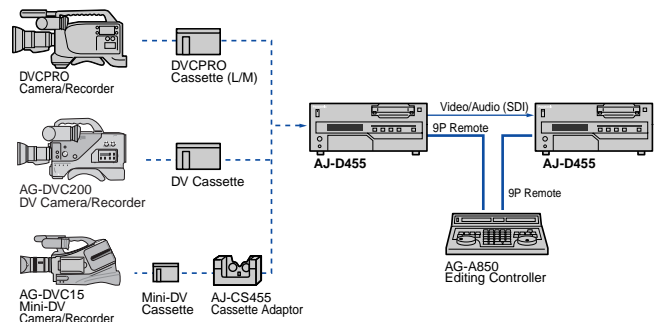 DVCPRO
Camera/Recorder
DVCPRO
Cassette (L/M)
Video/Audio (SDI)
9P Remote
AJ-D455
AJ-D455
AG-DVC200
DV Camera/Recorder
DV Cassette
9P Remote
AG-A850
Editing Controller
AG-DVC15
Mini-DV
Camera/Recorder
Mini-DV
Cassette
AJ-CS455
Cassette Adaptor